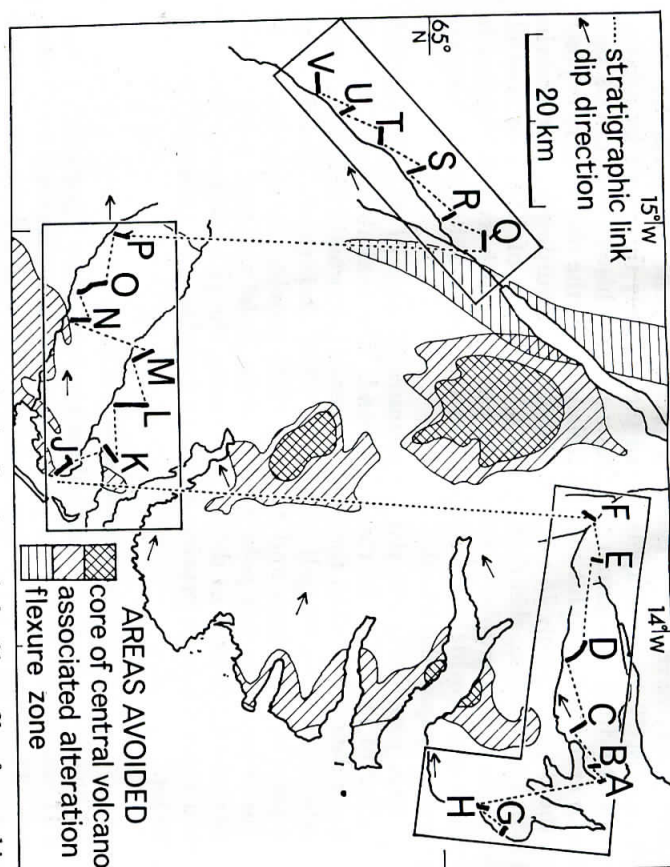 15°W
14°W
65°
N
stratigraphic link
dip direction
20 km
V
U
T
S
R
Q
P
O
N
M
L
K
J
F
E
D
C
B
A
H
G
AREAS AVOIDED
core of central volcano
associated alteration
flexure zone